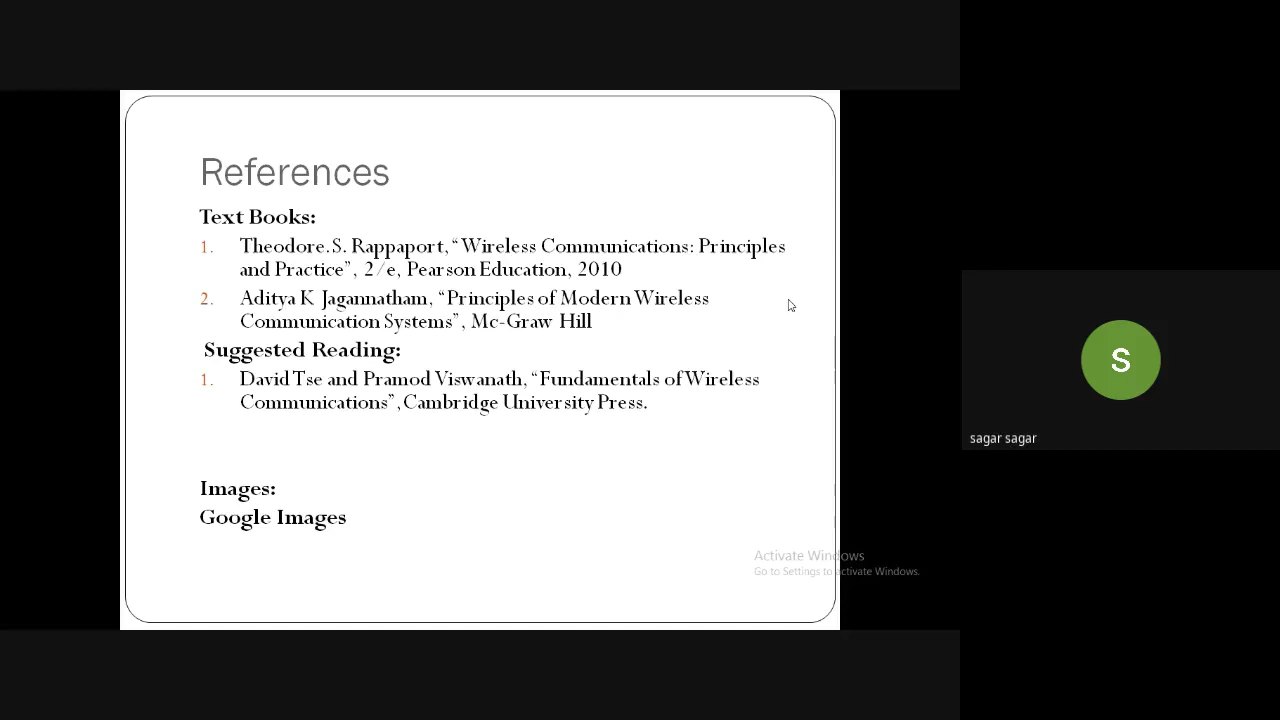 References
Text Books:
1. Theodore.S. Rappaport, “Wireless Communications: Principles
and Practice”, 2/e, Pearson Education, 2010
2. Aditya K Jagannatham, “Principles of Modern Wireless
Communication Systems”, Mc-Graw Hill
Suggested Reading:
1. David Tse and Pramod Viswanath, “Fundamentals of Wireless
Communications”, Cambridge University Press.
Images:
Google Images
Activate Windows
Go to Settings to activate Windows.
S
sagar sagar